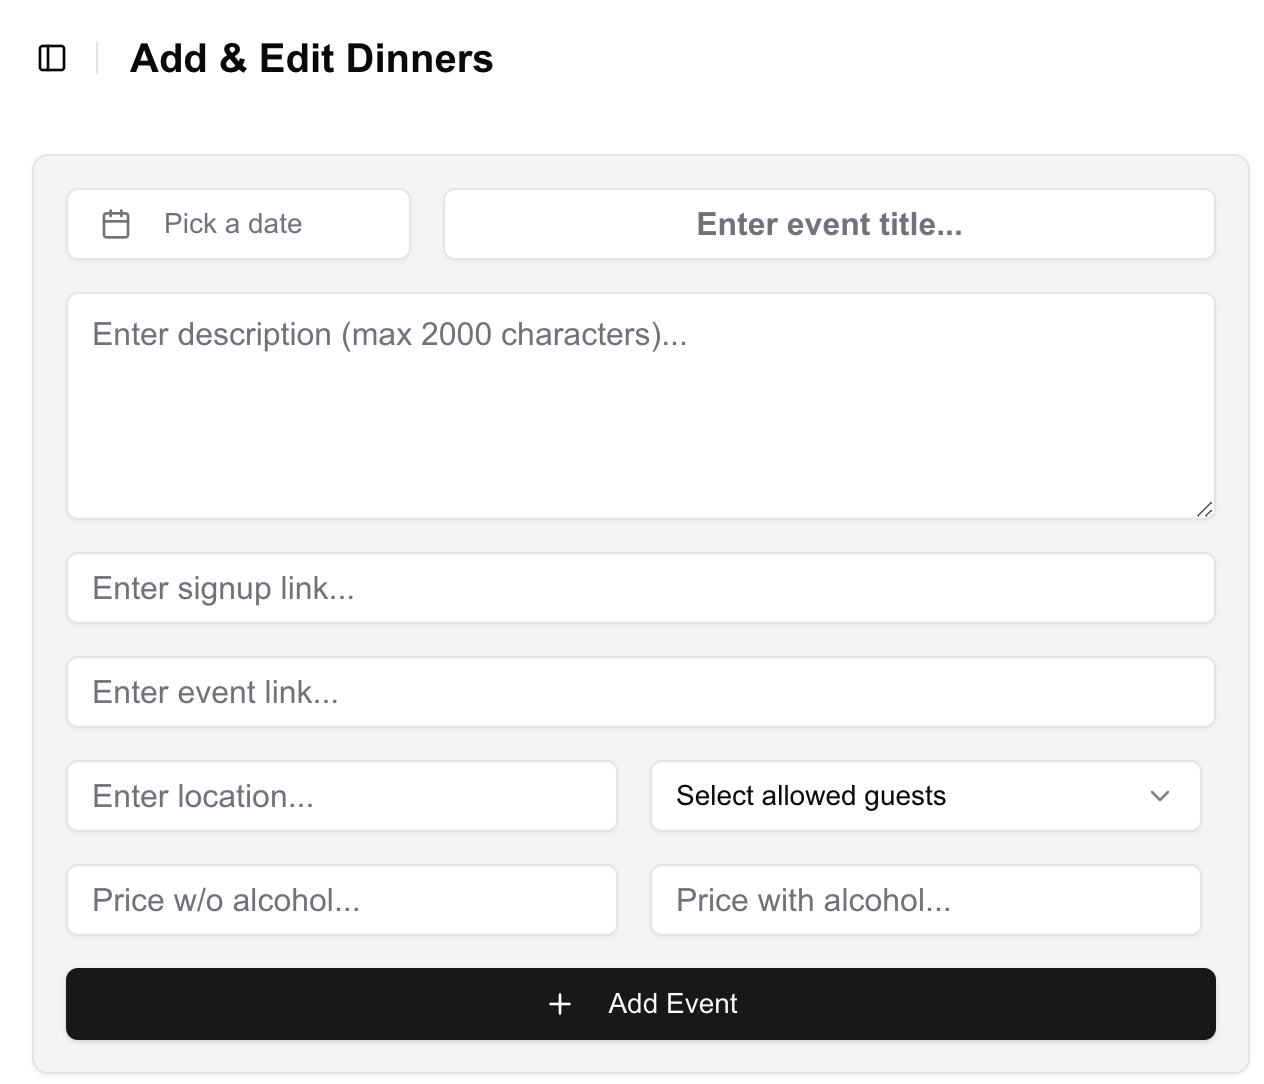 Add & Edit Dinners
Pick a date
Enter event title...
Enter description (max 2000 characters)...
Enter signup link...
Enter event link...
Enter location...
Select allowed guests
Price w/o alcohol...
Price with alcohol...
Add Event